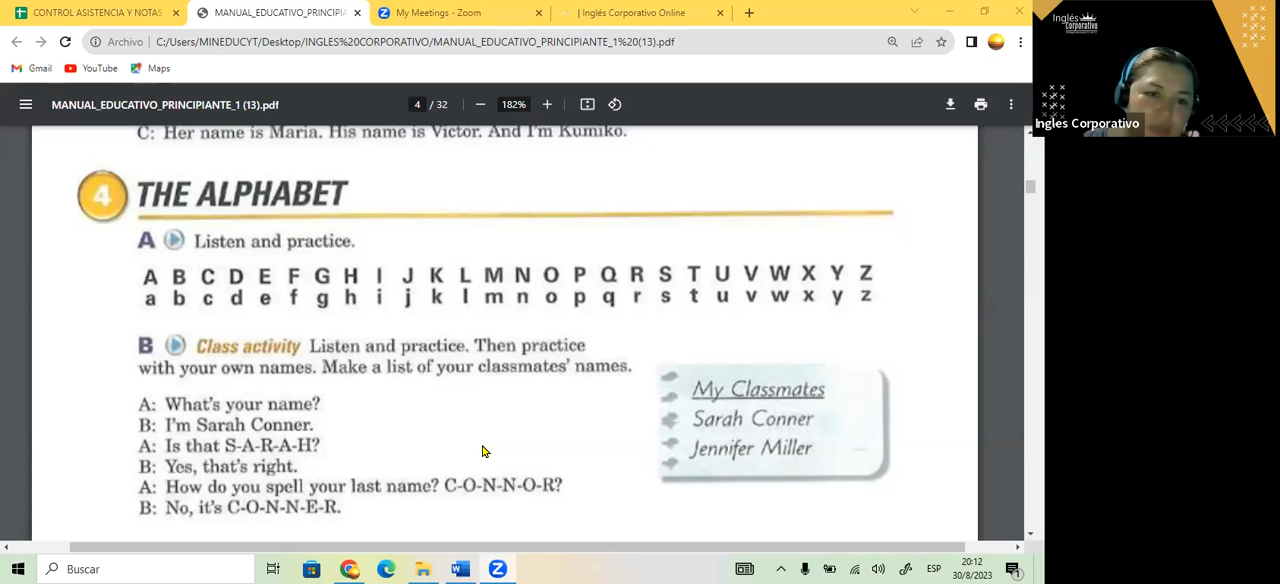 CONTROL ASISTENCIA Y NOTAS
MANUAL_EDUCATIVO_PRINCIPIA
My Meetings - Zoom
| Inglés Corporativo Online
Archivo | C:/Users/MINEDUCYT/Desktop/INGLES%20CORPORATIVO/MANUAL_EDUCATIVO_PRINCIPIANTE_1%20(13).pdf
Gmail YouTube Maps
MANUAL_EDUCATIVO_PRINCIPIANTE_1 (13).pdf
4 / 32 — 182% +
C: Her name is Maria. His name is Victor. And I'm Kumiko.
4 THE ALPHABET
A Listen and practice.
A B C D E F G H I J K L M N O P Q R S T U V W X Y Z
a b c d e f g h i j k l m n o p q r s t u v w x y z
B Class activity Listen and practice. Then practice
with your own names. Make a list of your classmates' names.
A: What's your name?
B: I'm Sarah Conner.
A: Is that S-A-R-A-H?
B: Yes, that's right.
A: How do you spell your last name? C-O-N-N-O-R?
B: No, it's C-O-N-N-E-R.
My Classmates
Sarah Conner
Jennifer Miller
Inglés
Corporativo
Ingles Corporativo
Buscar
ESP
20:12
30/8/2023
1